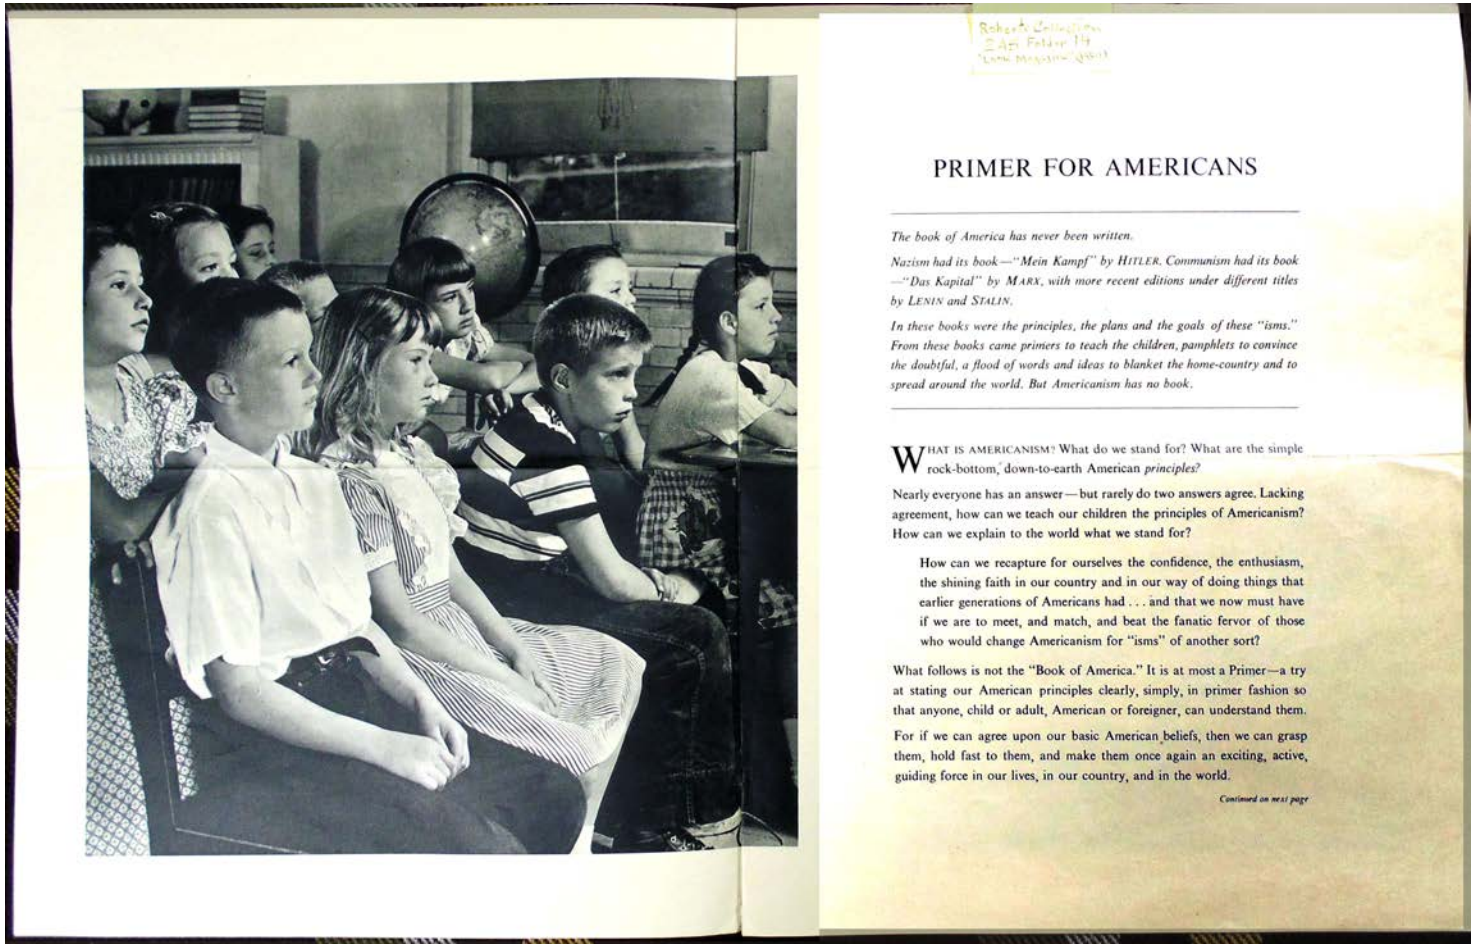 Roberts Collection
2A51 Folder 14
PRIMER FOR AMERICANS
The book of America has never been written.
Nazism had its book—"Mein Kampf" by HITLER. Communism had its book
—"Das Kapital" by MARX, with more recent editions under different titles
by LENIN and STALIN.
In these books were the principles, the plans and the goals of these "isms."
From these books came primers to teach the children, pamphlets to convince
the doubtful, a flood of words and ideas to blanket the home-country and to
spread around the world. But Americanism has no book.
WHAT IS AMERICANISM? What do we stand for? What are the simple
rock-bottom, down-to-earth American principles?
Nearly everyone has an answer—but rarely do two answers agree. Lacking
agreement, how can we teach our children the principles of Americanism?
How can we explain to the world what we stand for?
How can we recapture for ourselves the confidence, the enthusiasm,
the shining faith in our country and in our way of doing things that
earlier generations of Americans had . . . and that we now must have
if we are to meet, and match, and beat the fanatic fervor of those
who would change Americanism for "isms" of another sort?
What follows is not the "Book of America." It is at most a Primer—a try
at stating our American principles clearly, simply, in primer fashion so
that anyone, child or adult, American or foreigner, can understand them.
For if we can agree upon our basic American beliefs, then we can grasp
them, hold fast to them, and make them once again an exciting, active,
guiding force in our lives, in our country, and in the world.
Continued on next page